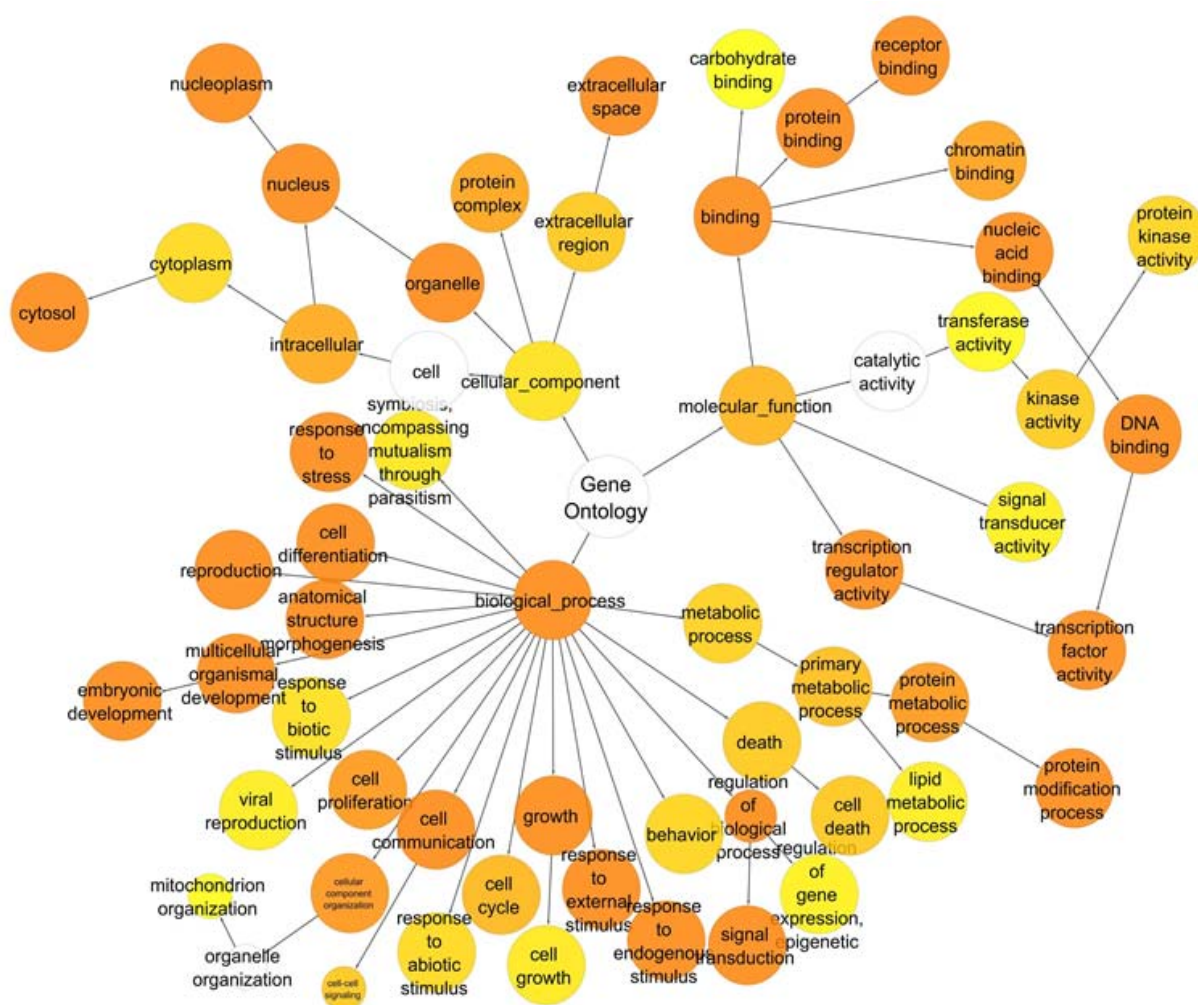 nucleoplasm
nucleus
cytoplasm
cytosol
intracellular
organelle
protein
complex
extracellular
space
extracellular
region
cell
cellular_component
carbohydrate
binding
receptor
binding
protein
binding
chromatin
binding
binding
nucleic
acid
binding
protein
kinase
activity
transferase
activity
catalytic
activity
molecular_function
kinase
activity
DNA
binding
signal
transducer
activity
transcription
regulator
activity
transcription
factor
activity
Gene
Ontology
symbiosis,
encompassing
mutualism
through
parasitism
response
to
stress
cell
differentiation
reproduction
anatomical
structure
morphogenesis
biological_process
multicellular
organismal
development
embryonic
development
response
to
biotic
stimulus
viral
reproduction
cell
proliferation
cell
communication
cellular
component
organization
mitochondrion
organization
organelle
organization
cell-cell
signaling
response
to
abiotic
stimulus
cell
cycle
growth
cell
growth
response
to
external
stimulus
response
to
endogenous
stimulus
behavior
regulation
of
biological
process
signal
transduction
regulation
of
gene
expression,
epigenetic
death
cell
death
metabolic
process
primary
metabolic
process
protein
metabolic
process
lipid
metabolic
process
protein
modification
process